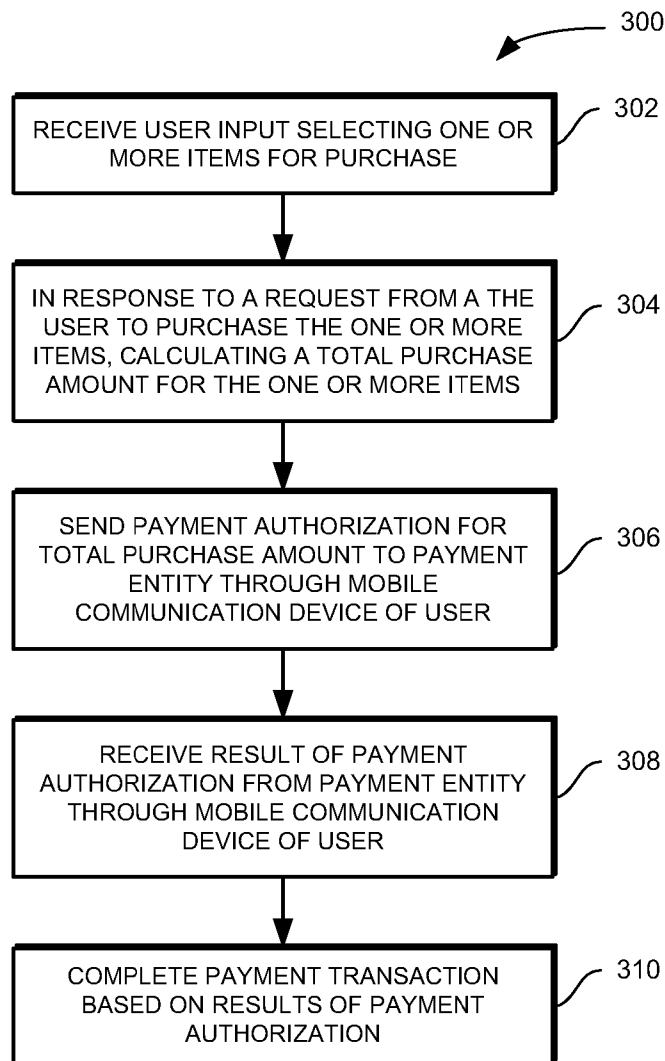 300
RECEIVE USER INPUT SELECTING ONE OR
MORE ITEMS FOR PURCHASE
302
IN RESPONSE TO A REQUEST FROM A THE
USER TO PURCHASE THE ONE OR MORE
ITEMS, CALCULATING A TOTAL PURCHASE
AMOUNT FOR THE ONE OR MORE ITEMS
304
SEND PAYMENT AUTHORIZATION FOR
TOTAL PURCHASE AMOUNT TO PAYMENT
ENTITY THROUGH MOBILE
COMMUNICATION DEVICE OF USER
306
RECEIVE RESULT OF PAYMENT
AUTHORIZATION FROM PAYMENT ENTITY
THROUGH MOBILE COMMUNICATION
DEVICE OF USER
308
COMPLETE PAYMENT TRANSACTION
BASED ON RESULTS OF PAYMENT
AUTHORIZATION
310